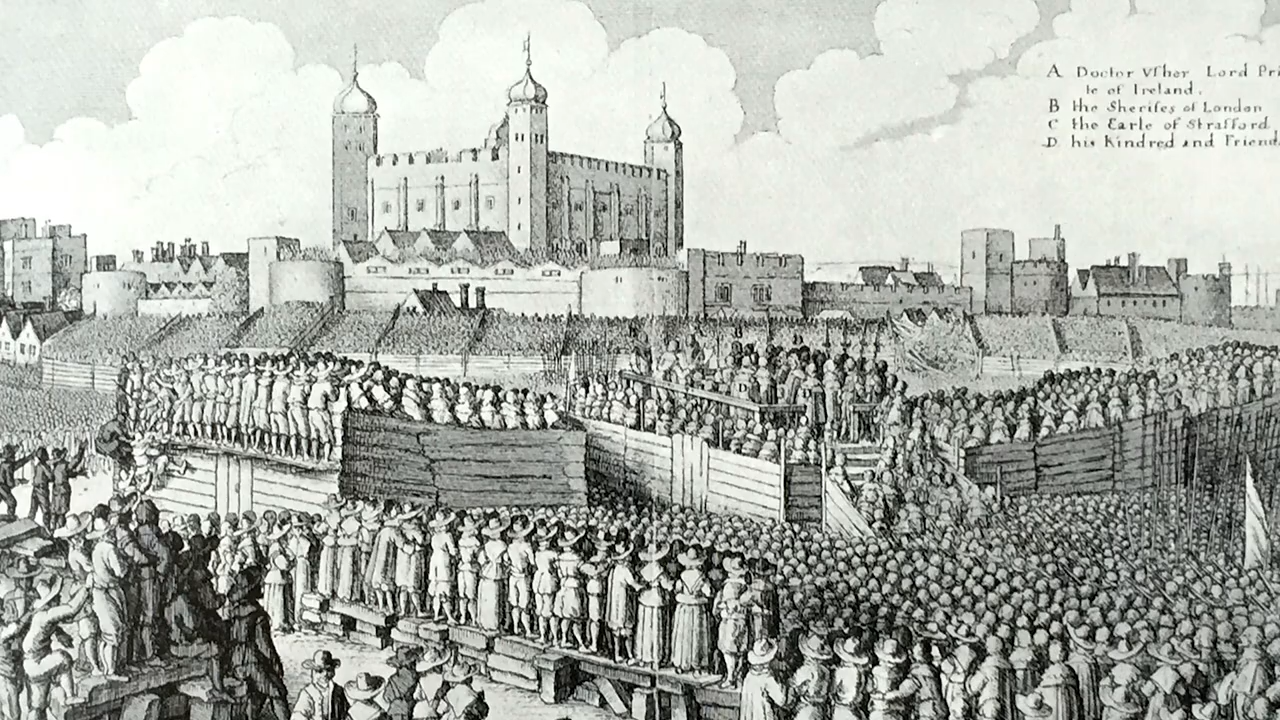 A Doctor Vsher Lord Pri
te of Ireland,
B the Sherifes of London
C the Earle of Strafford
D his Kindred and Friend